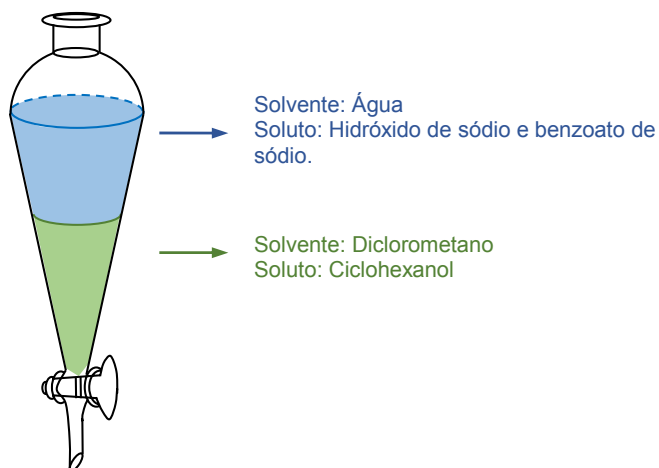 Solvente: Água
Soluto: Hidróxido de sódio e benzoato de
sódio.
Solvente: Diclorometano
Soluto: Ciclohexanol